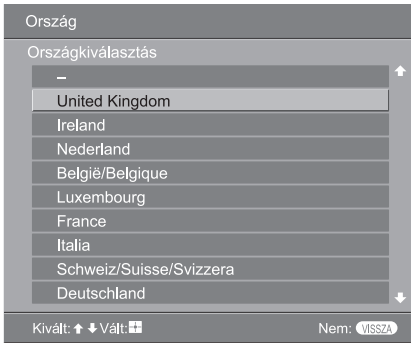 Ország
Országkiválasztás
–
United Kingdom
Ireland
Nederland
België/Belgique
Luxembourg
France
Italia
Schweiz/Suisse/Svizzera
Deutschland
Kivált: Vált: Nem: VISSZA